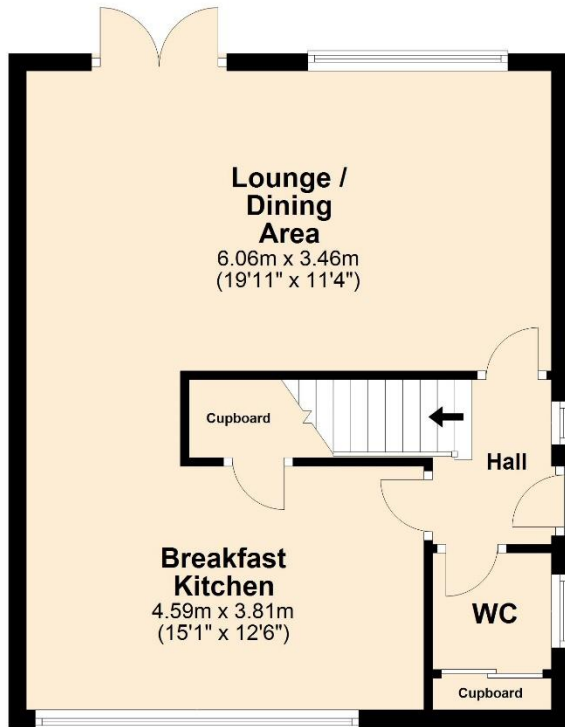 Lounge /
Dining
Area
6.06m x 3.46m
(19'11" x 11'4")
Cupboard
Hall
Breakfast
Kitchen
4.59m x 3.81m
(15'1" x 12'6")
WC
Cupboard